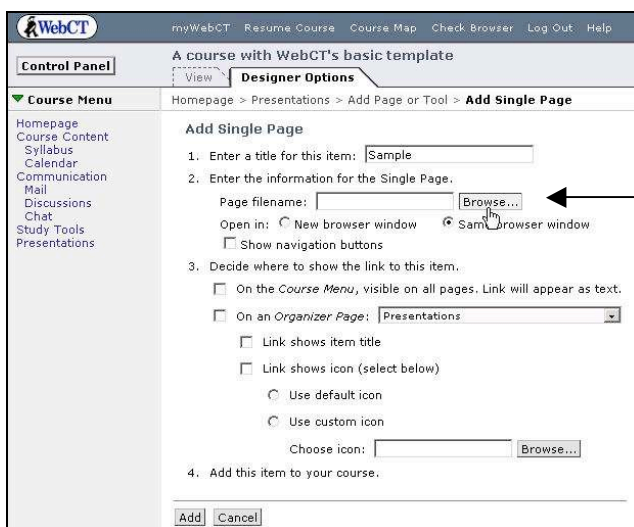 WebCT
myWebCT Resume Course Course Map Check Browser Log Out Help
Control Panel
A course with WebCT's basic template
View Designer Options
Course Menu
Homepage > Presentations > Add Page or Tool > Add Single Page
Homepage
Course Content
Syllabus
Calendar
Communication
Mail
Discussions
Chat
Study Tools
Presentations
Add Single Page
1. Enter a title for this item: Sample
2. Enter the information for the Single Page.
Page filename: Browse...
Open in: New browser window Same browser window
Show navigation buttons
3. Decide where to show the link to this item.
On the Course Menu, visible on all pages. Link will appear as text.
On an Organizer Page: Presentations
Link shows item title
Link shows icon (select below)
Use default icon
Use custom icon
Choose icon: Browse...
4. Add this item to your course.
Add Cancel